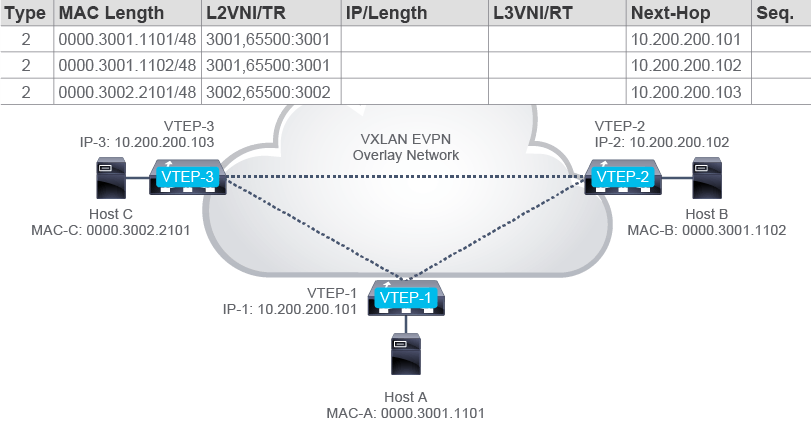 Type MAC Length L2VNI/TR IP/Length L3VNI/RT Next-Hop Seq.
2 0000.3001.1101/48 3001,65500:3001 10.200.200.101
2 0000.3001.1102/48 3001,65500:3001 10.200.200.102
2 0000.3002.2101/48 3002,65500:3002 10.200.200.103
VTEP-3
IP-3: 10.200.200.103
VXLAN EVPN
Overlay Network
VTEP-2
IP-2: 10.200.200.102
VTEP-3
VTEP-2
Host C
MAC-C: 0000.3002.2101
Host B
MAC-B: 0000.3001.1102
VTEP-1
IP-1: 10.200.200.101
VTEP-1
Host A
MAC-A: 0000.3001.1101